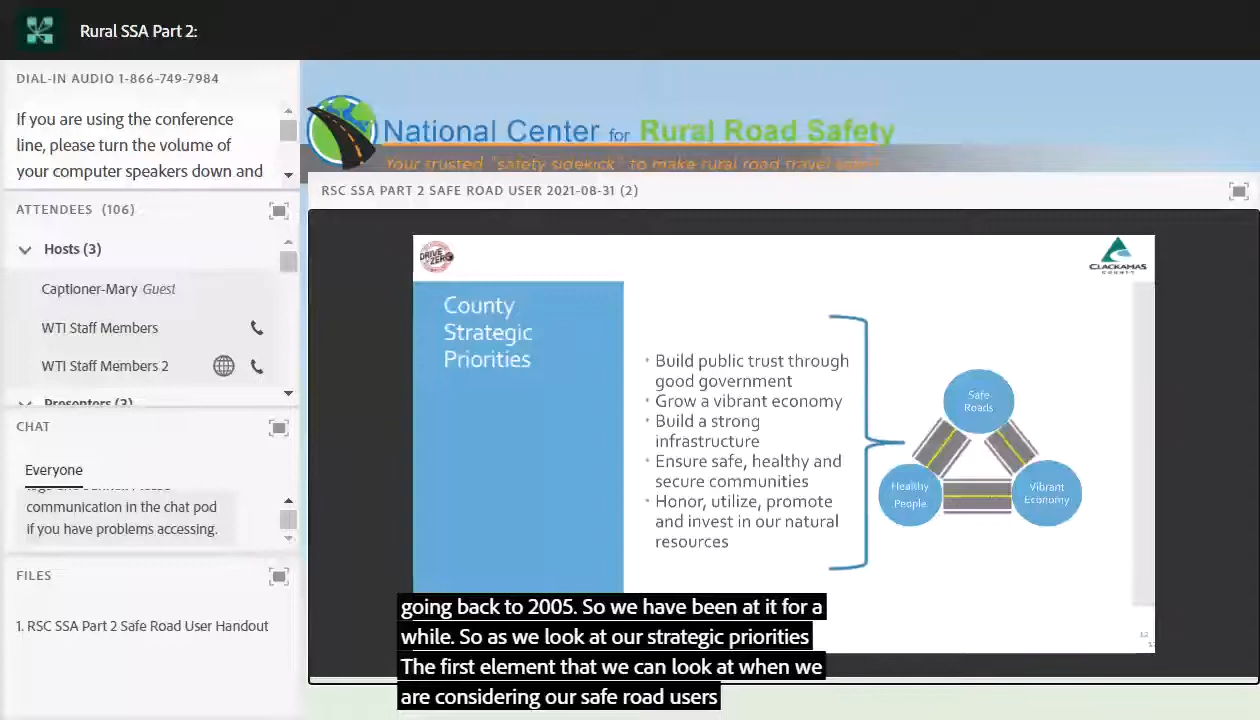 Rural SSA Part 2:
DIAL-IN AUDIO 1-866-749-7984
If you are using the conference
line, please turn the volume of
your computer speakers down and
ATTENDEES (106)
Hosts (3)
Captioner-Mary Guest
WTI Staff Members
WTI Staff Members 2
Presenters (3)
CHAT
Everyone
communication in the chat pod
if you have problems accessing.
FILES
1. RSC SSA Part 2 Safe Road User Handout
National Center for Rural Road Safety
Your trusted "safety sidekick" to make rural road travel safer!
RSC SSA PART 2 SAFE ROAD USER 2021-08-31 (2)
DRIVE TO
ZERO
CLACKAMAS
COUNTY
County
Strategic
Priorities
• Build public trust through
good government
• Grow a vibrant economy
• Build a strong
infrastructure
• Ensure safe, healthy and
secure communities
• Honor, utilize, promote
and invest in our natural
resources
Safe
Roads
Healthy
People
Vibrant
Economy
12
going back to 2005. So we have been at it for a
while. So as we look at our strategic priorities
The first element that we can look at when we
are considering our safe road users